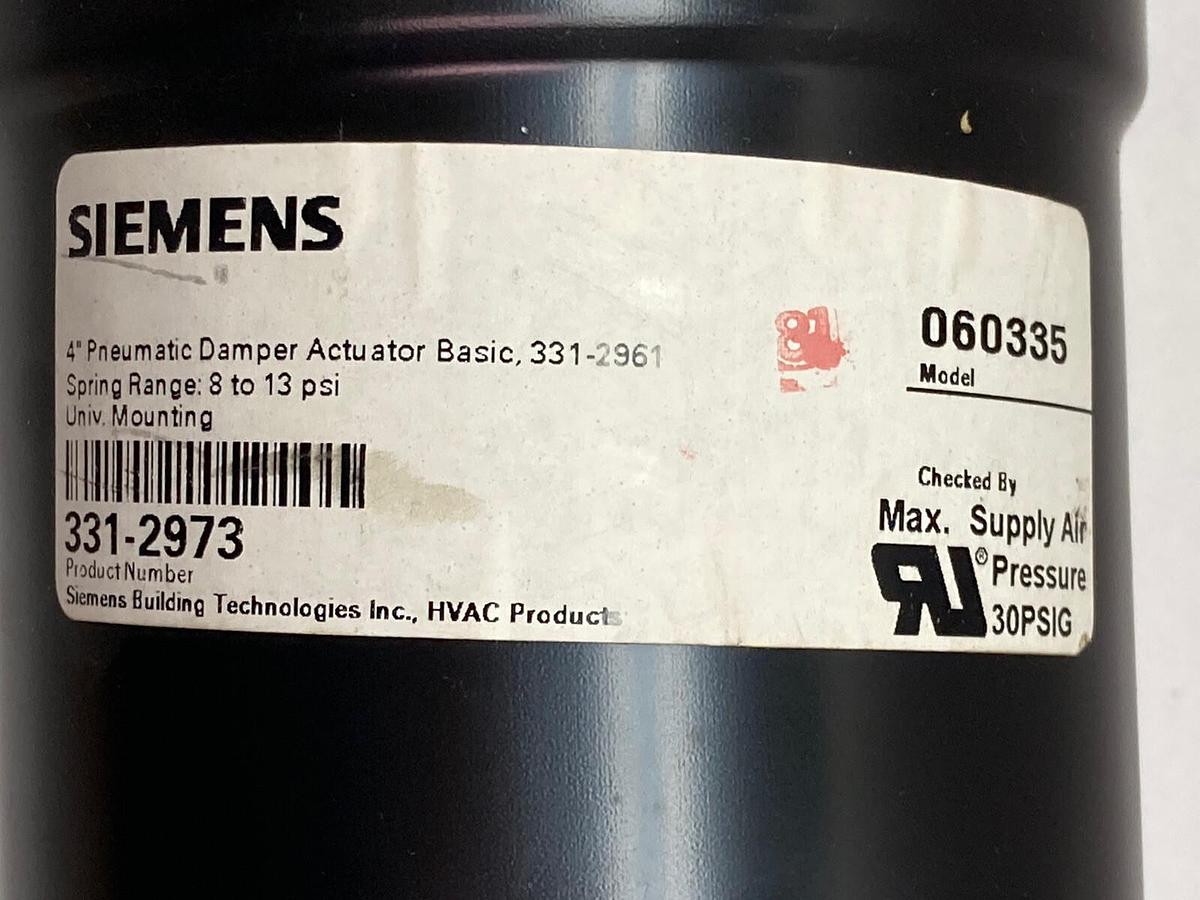 SIEMENS
4" Pneumatic Damper Actuator Basic, 331-2961
Spring Range: 8 to 13 psi
Univ. Mounting
331-2973
Product Number
Siemens Building Technologies Inc., HVAC Products
060335
Model
Checked By
Max. Supply Air
® Pressure
30PSIG